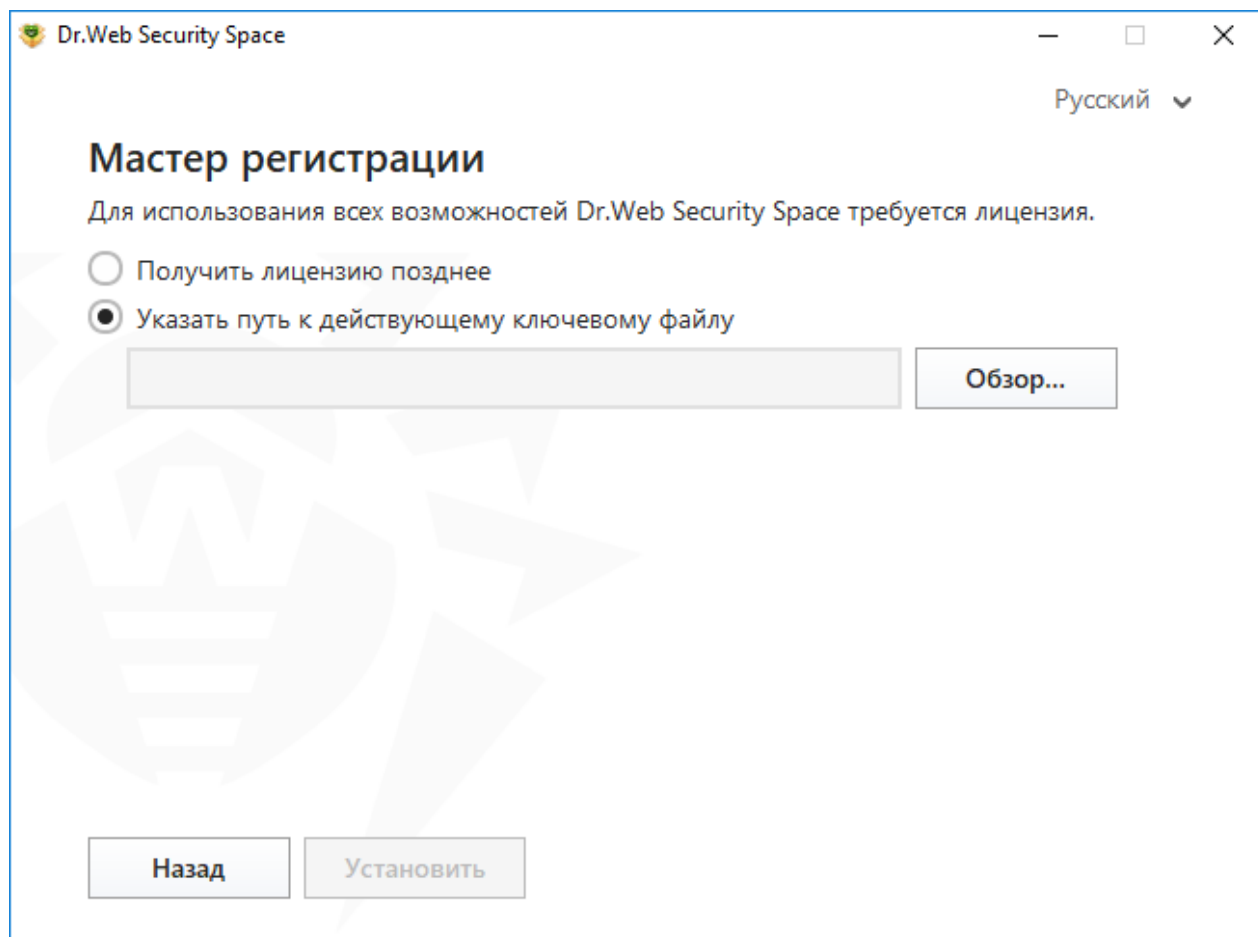 Dr.Web Security Space
Русский
Мастер регистрации
Для использования всех возможностей Dr.Web Security Space требуется лицензия.
Получить лицензию позднее
Указать путь к действующему ключевому файлу
Обзор...
Назад
Установить